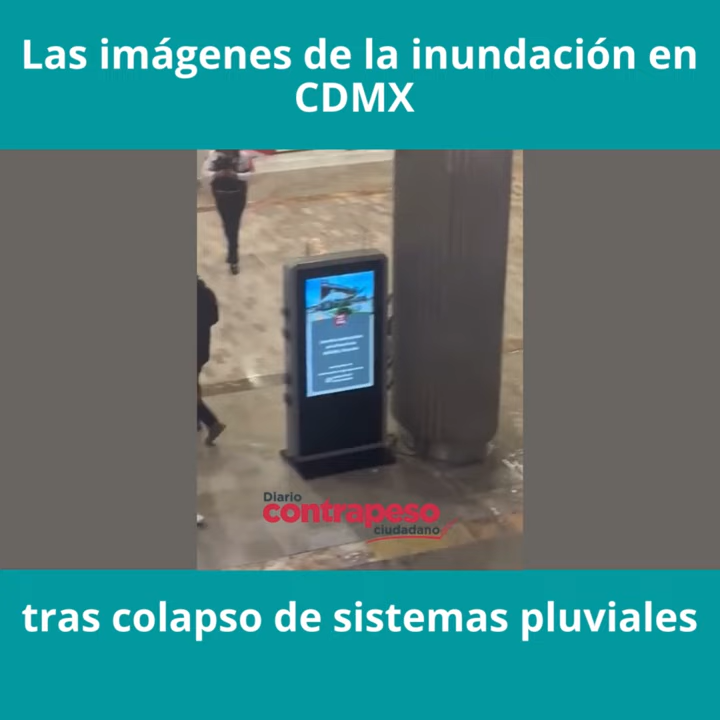 Las imágenes de la inundación en
CDMX
Diario
contrapeso
ciudadano
tras colapso de sistemas pluviales